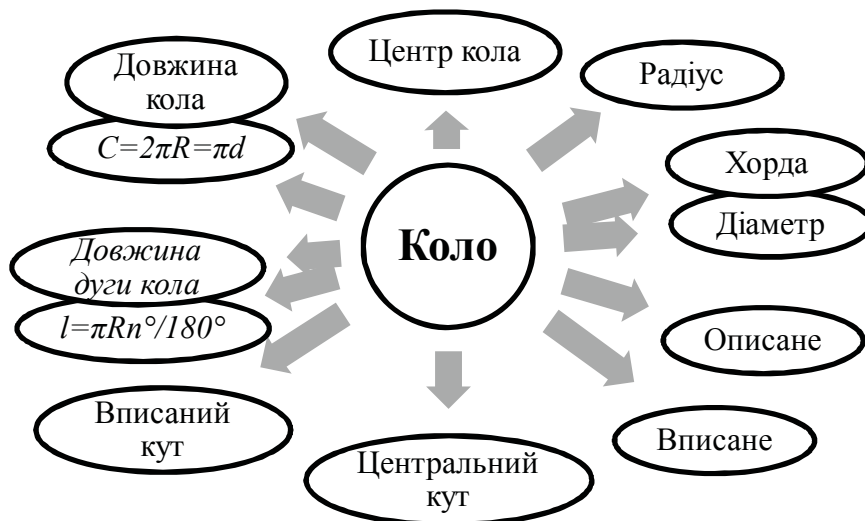 Центр кола
Радіус
Довжина
кола
C=2πR=πd
Хорда
Діаметр
Коло
Довжина
дуги кола
l=πRn°/180°
Описане
Вписаний
кут
Вписане
Центральний
кут